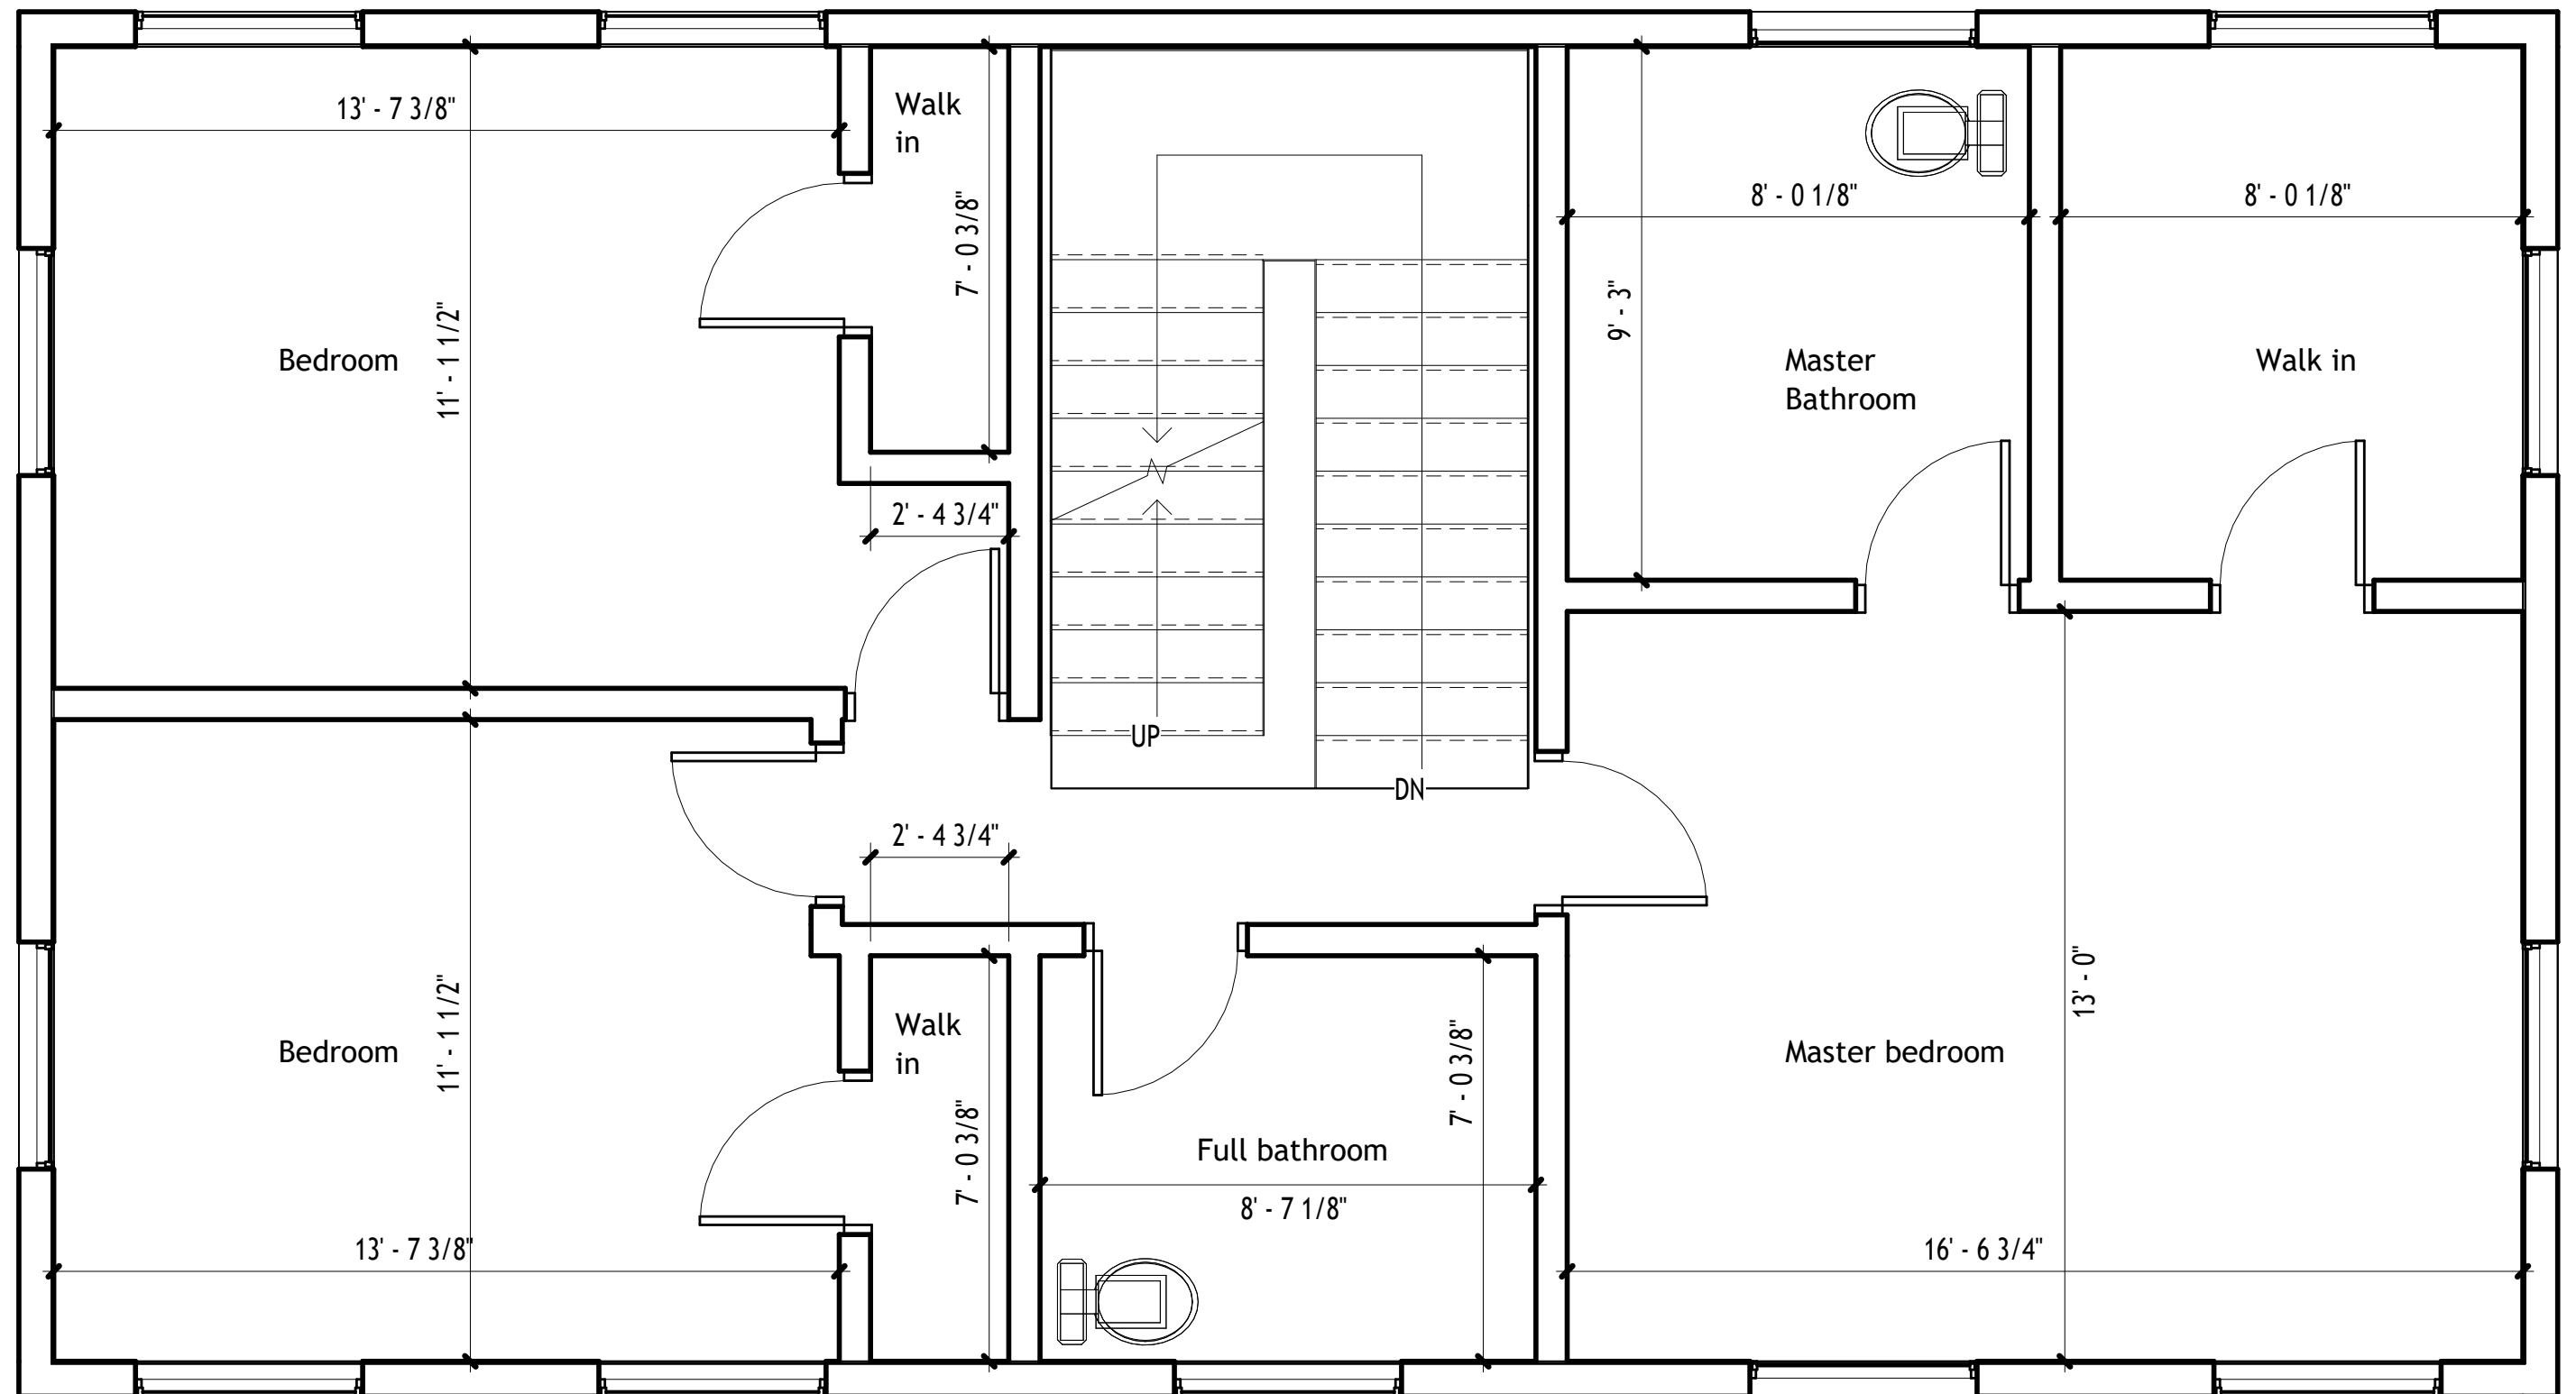 13' - 7 3/8"
Walk
in
7' - 0 3/8"
8' - 0 1/8"
8' - 0 1/8"
9' - 3"
Bedroom
11' - 1 1/2"
Master
Bathroom
Walk in
2' - 4 3/4"
UP
DN
2' - 4 3/4"
Bedroom
11' - 1 1/2"
Walk
in
7' - 0 3/8"
13' - 7 3/8"
Full bathroom
7' - 0 3/8"
8' - 7 1/8"
Master bedroom
13' - 0"
16' - 6 3/4"